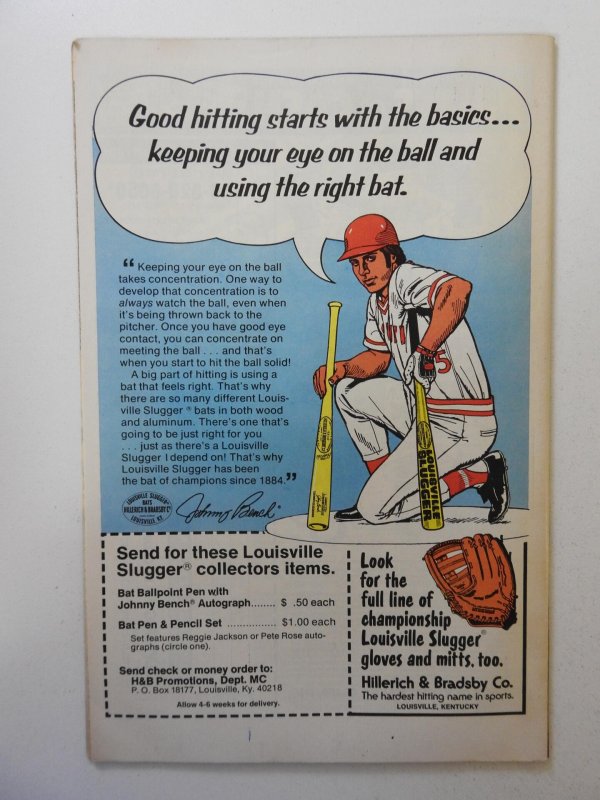 Good hitting starts with the basics...
keeping your eye on the ball and
using the right bat.
“ Keeping your eye on the ball
takes concentration. One way to
develop that concentration is to
always watch the ball, even when
it's being thrown back to the
pitcher. Once you have good eye
contact, you can concentrate on
meeting the ball . . . and that's
when you start to hit the ball solid!
A big part of hitting is using a
bat that feels right. That's why
there are so many different Louis-
ville Slugger® bats in both wood
and aluminum. There's one that's
going to be just right for you
. . . just as there's a Louisville
Slugger I depend on! That's why
Louisville Slugger has been
the bat of champions since 1884.”
LOUISVILLE SLUGGER
BATS
HILLERICH & BRADSBY Co
LOUISVILLE, KY.
Johnny Bench®
5
LOUISVILLE
SLUGGER
Send for these Louisville
Slugger® collectors items.
Bat Ballpoint Pen with
Johnny Bench® Autograph........ $ .50 each
Bat Pen & Pencil Set ................ $1.00 each
Set features Reggie Jackson or Pete Rose auto-
graphs (circle one).
Send check or money order to:
H&B Promotions, Dept. MC
P. O. Box 18177, Louisville, Ky. 40218
Allow 4-6 weeks for delivery.
Look
for the
full line of
championship
Louisville Slugger®
gloves and mitts, too.
Hillerich & Bradsby Co.
The hardest hitting name in sports.
LOUISVILLE, KENTUCKY